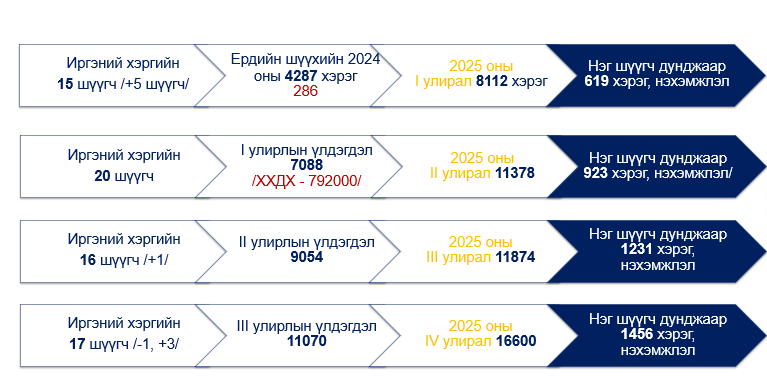 Иргэний хэргийн
15 шүүгч /+5 шүүгч/
Ердийн шүүхийн 2024
оны 4287 хэрэг
286
2025 оны
I улирал 8112 хэрэг
Нэг шүүгч дунджаар
619 хэрэг, нэхэмжлэл
Иргэний хэргийн
20 шүүгч
I улирлын үлдэгдэл
7088
/ХХДХ - 792000/
2025 оны
II улирал 11378
Нэг шүүгч дунджаар
923 хэрэг, нэхэмжлэл/
Иргэний хэргийн
16 шүүгч /+1/
II улирлын үлдэгдэл
9054
2025 оны
III улирал 11874
Нэг шүүгч дунджаар
1231 хэрэг,
нэхэмжлэл
Иргэний хэргийн
17 шүүгч /-1, +3/
III улирлын үлдэгдэл
11070
2025 оны
IV улирал 16600
Нэг шүүгч дунджаар
1456 хэрэг,
нэхэмжлэл